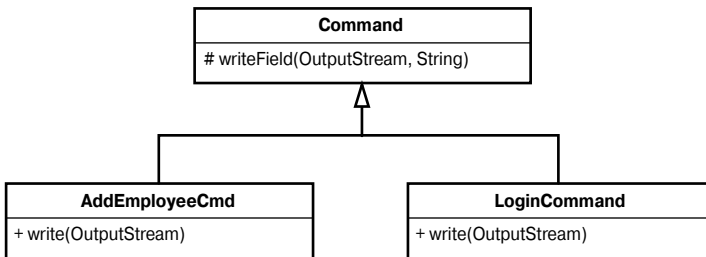 Command
# writeField(OutputStream, String)
AddEmployeeCmd
+ write(OutputStream)
LoginCommand
+ write(OutputStream)